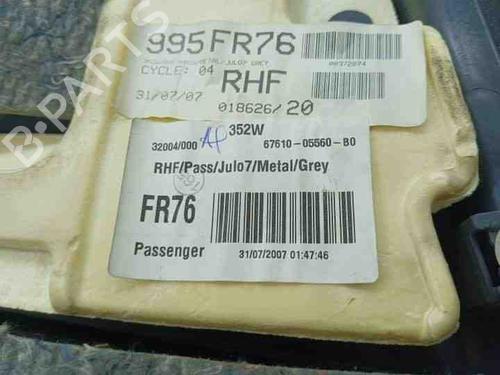 995FR76
CYCLE: 04
RHF
31/07/07
018626/20
352W
32004/000
67610-05560-B0
RHF/Pass/Julo7/Metal/Grey
FR76
Passenger
31/07/2007 01:47:46
B-PARTS